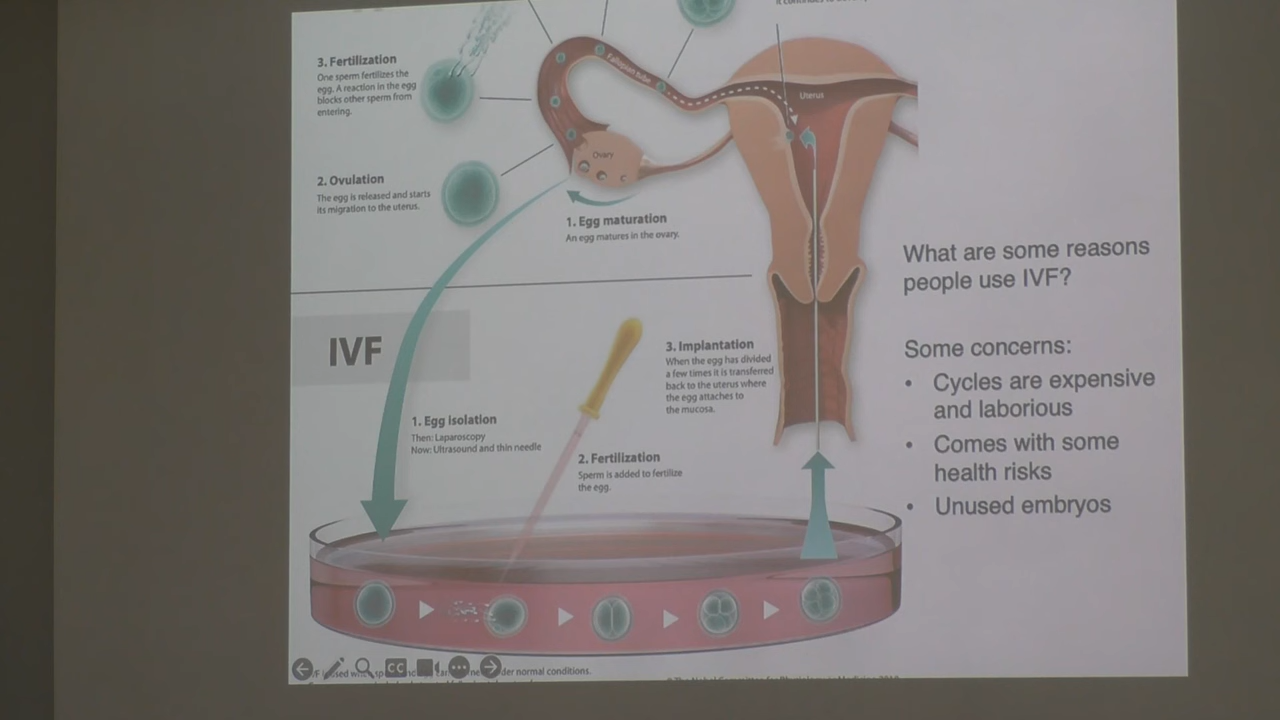 it continues to
3. Fertilization
One sperm fertilizes the
egg. A reaction in the egg
blocks other sperm from
entering.
Fallopian tube
Uterus
Ovary
2. Ovulation
The egg is released and starts
its migration to the uterus.
1. Egg maturation
An egg matures in the ovary.
What are some reasons
people use IVF?
Some concerns:
• Cycles are expensive
and laborious
• Comes with some
health risks
• Unused embryos
IVF
3. Implantation
When the egg has divided
a few times it is transferred
back to the uterus where
the egg attaches to
the mucosa.
1. Egg isolation
Then: Laparoscopy
Now: Ultrasound and thin needle
2. Fertilization
Sperm is added to fertilize
the egg.
CC
normal conditions.